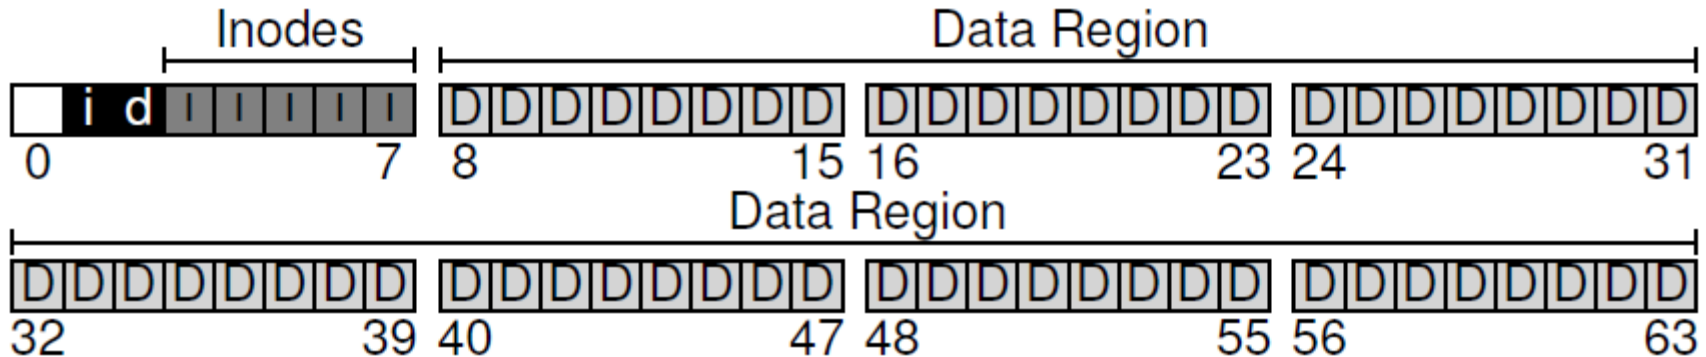 Inodes Data Region
i d I I I I I D D D D D D D D D D D D D D D D D D D D D D D D
0 7 8 15 16 23 24 31
Data Region
D D D D D D D D D D D D D D D D D D D D D D D D D D D D D D D D
32 39 40 47 48 55 56 63